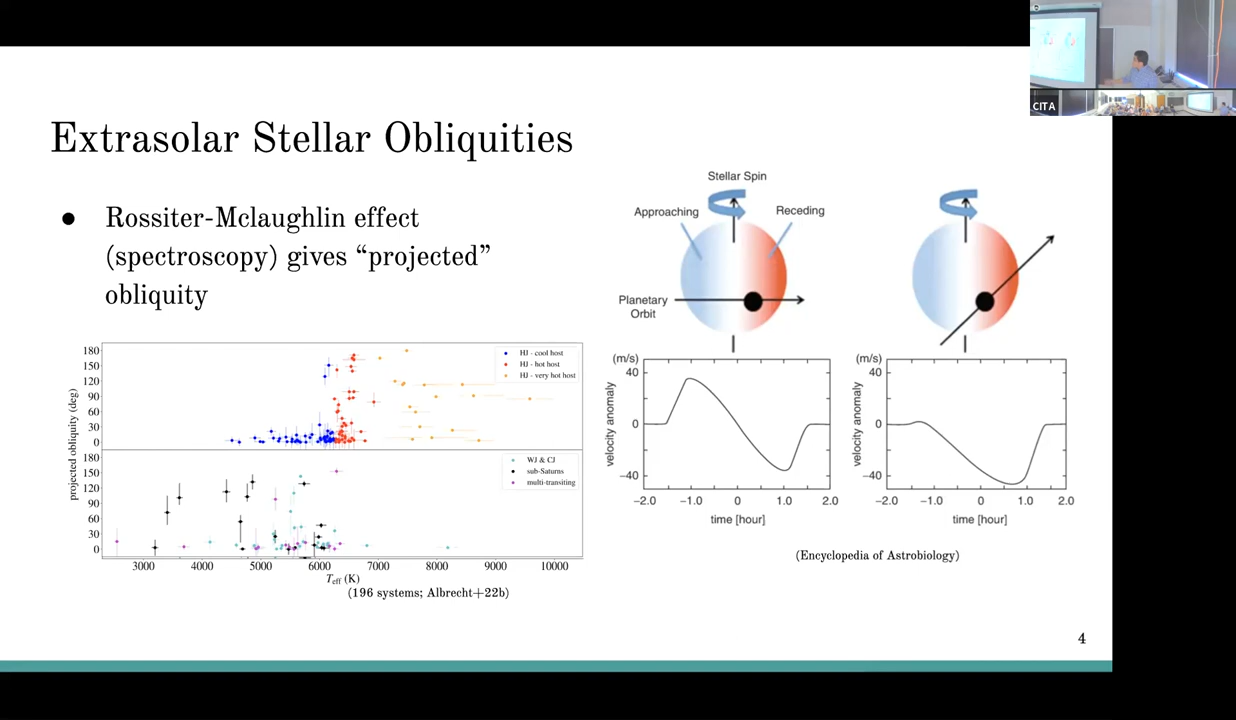 CITA
Extrasolar Stellar Obliquities
● Rossiter-Mclaughlin effect
(spectroscopy) gives “projected”
obliquity
180
150
120
90
60
30
0
HJ - cool host
HJ - hot host
HJ - very hot host
projected obliquity (deg)
180
150
120
90
60
30
0
WJ & CJ
sub-Saturns
multi-transiting
3000 4000 5000 6000 7000 8000 9000 10000
Teff (K)
(196 systems; Albrecht+22b)
Stellar Spin
Approaching
Receding
Planetary
Orbit
(m/s)
40
0
−40
velocity anomaly
−2.0 −1.0 0 1.0 2.0
time [hour]
(m/s)
40
0
−40
velocity anomaly
−2.0 −1.0 0 1.0 2.0
time [hour]
(Encyclopedia of Astrobiology)
4